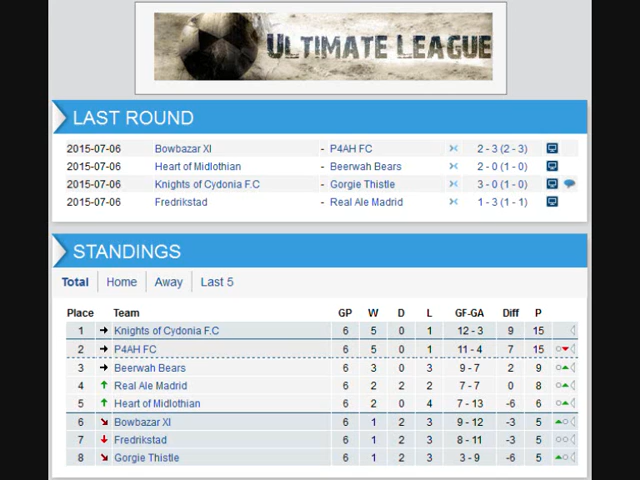 ULTIMATE LEAGUE
LAST ROUND
2015-07-06 Bowbazar XI - P4AH FC 2 - 3 (2 - 3)
2015-07-06 Heart of Midlothian - Beerwah Bears 2 - 0 (1 - 0)
2015-07-06 Knights of Cydonia F.C - Gorgie Thistle 3 - 0 (1 - 0)
2015-07-06 Fredrikstad - Real Ale Madrid 1 - 3 (1 - 1)
STANDINGS
Total Home Away Last 5
Place Team GP W D L GF-GA Diff P
1 Knights of Cydonia F.C 6 5 0 1 12 - 3 9 15
2 P4AH FC 6 5 0 1 11 - 4 7 15
3 Beerwah Bears 6 3 0 3 9 - 7 2 9
4 Real Ale Madrid 6 2 2 2 7 - 7 0 8
5 Heart of Midlothian 6 2 0 4 7 - 13 -6 6
6 Bowbazar XI 6 1 2 3 9 - 12 -3 5
7 Fredrikstad 6 1 2 3 8 - 11 -3 5
8 Gorgie Thistle 6 1 2 3 3 - 9 -6 5